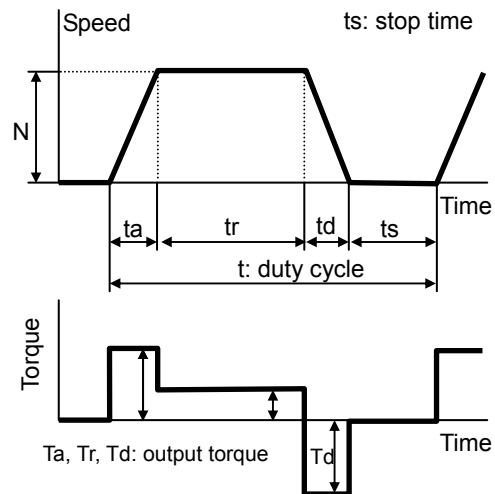 Speed
ts: stop time
N
Time
ta
tr
td
ts
t: duty cycle
Torque
Time
Ta, Tr, Td: output torque
Td